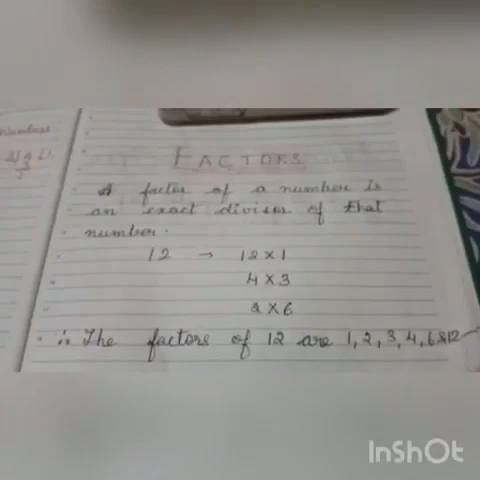 Numbers
FACTORS
A factor of a number is
an exact divisor of that
number.
12 → 12 × 1
4 × 3
2 × 6
∴ The factors of 12 are 1, 2, 3, 4, 6 & 12
InShOt